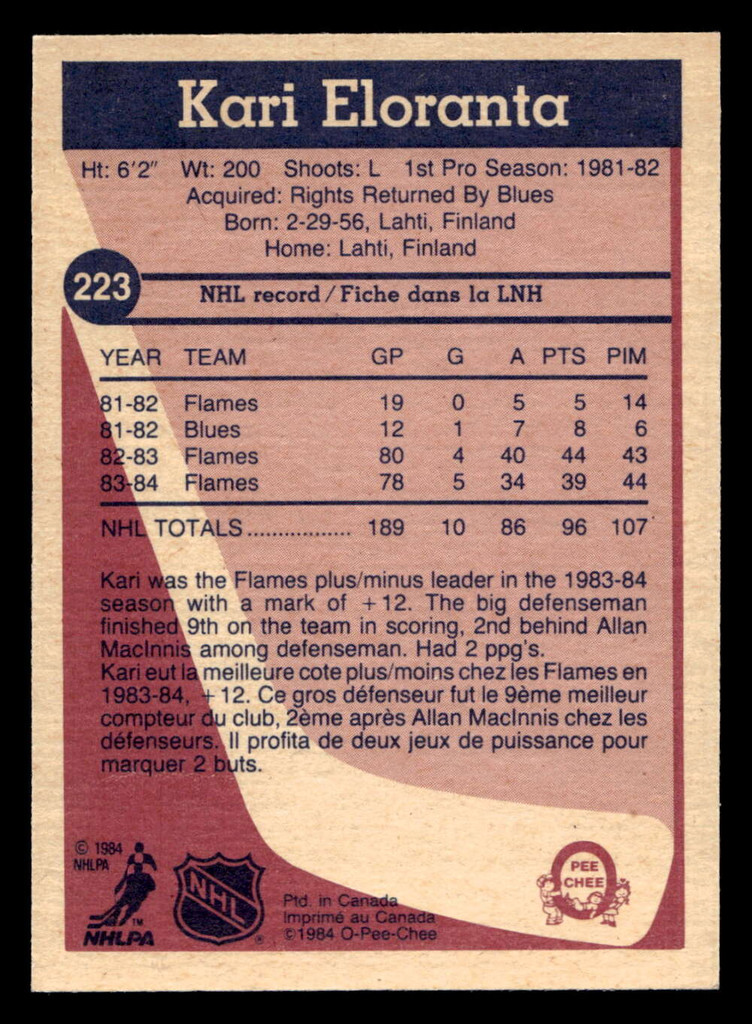 Kari Eloranta
Ht: 6'2" Wt: 200 Shoots: L 1st Pro Season: 1981-82
Acquired: Rights Returned By Blues
Born: 2-29-56, Lahti, Finland
Home: Lahti, Finland
223
NHL record/Fiche dans la LNH
YEAR TEAM GP G A PTS PIM
81-82 Flames 19 0 5 5 14
81-82 Blues 12 1 7 8 6
82-83 Flames 80 4 40 44 43
83-84 Flames 78 5 34 39 44
NHL TOTALS................. 189 10 86 96 107
Kari was the Flames plus/minus leader in the 1983-84
season with a mark of +12. The big defenseman
finished 9th on the team in scoring, 2nd behind Allan
MacInnis among defenseman. Had 2 ppg's.
Kari eut la meilleure cote plus/moins chez les Flames en
1983-84, +12. Ce gros défenseur fut le 9ème meilleur
compteur du club, 2ème après Allan MacInnis chez les
défenseurs. Il profita de deux jeux de puissance pour
marquer 2 buts.
© 1984
NHLPA
TM
NHLPA
NHL
®
Ptd. in Canada
Imprimé au Canada
©1984 O-Pee-Chee
PEE
CHEE